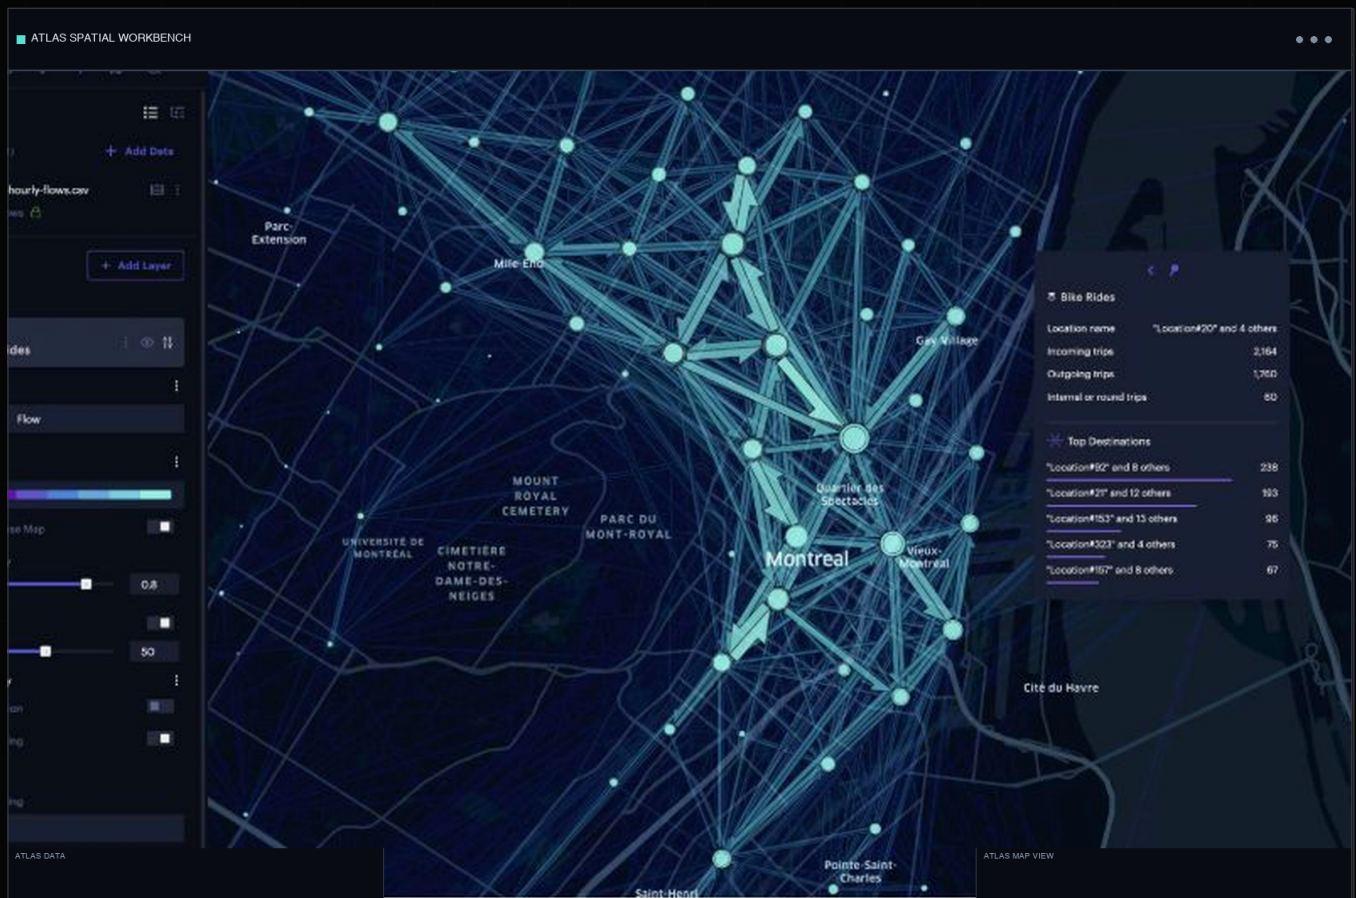 ATLAS SPATIAL WORKBENCH
Add Data
hourly-flows.csv
+ Add Layer
Flow
0.8
50
ATLAS DATA
Parc-
Extension
Mile-End
Gay Village
MOUNT
ROYAL
CEMETERY
PARC DU
MONT-ROYAL
UNIVERSITÉ DE
MONTRÉAL
CIMETIÈRE
NOTRE-
DAME-DES-
NEIGES
Quartier des
Spectacles
Montreal
Vieux-
Montréal
Cité du Havre
Pointe-Saint-
Charles
Saint-Henri
Bike Rides
Location name "Location#20" and 4 others
Incoming trips 2,164
Outgoing trips 1,760
Internal or round trips 60
Top Destinations
"Location#92" and 8 others 238
"Location#21" and 12 others 193
"Location#153" and 13 others 96
"Location#323" and 4 others 75
"Location#157" and 8 others 67
ATLAS MAP VIEW